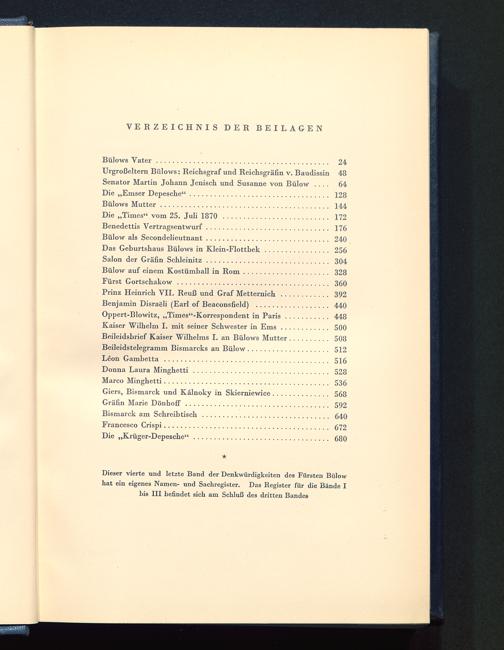 VERZEICHNIS DER BEILAGEN
Bülows Vater ........................................ 24
Urgroßeltern Bülows: Reichsgraf und Reichsgräfin v. Baudissin 48
Senator Martin Johann Jenisch und Susanne von Bülow .... 64
Die „Emser Depesche“ ................................ 128
Bülows Mutter ....................................... 144
Die „Times“ vom 25. Juli 1870 ......................... 172
Benedettis Vertragsentwurf ............................. 176
Bülow als Secondelieutnant ............................. 240
Das Geburtshaus Bülows in Klein-Flottbek ................ 256
Salon der Gräfin Schleinitz ............................. 304
Bülow auf einem Kostümball in Rom .................... 328
Fürst Gortschakow .................................... 360
Prinz Heinrich VII. Reuß und Graf Metternich ........... 392
Benjamin Disraëli (Earl of Beaconsfield) ................. 440
Oppert-Blowitz, „Times“-Korrespondent in Paris .......... 448
Kaiser Wilhelm I. mit seiner Schwester in Ems ........... 500
Beileidsbrief Kaiser Wilhelms I. an Bülows Mutter ......... 508
Beileidstelegramm Bismarcks an Bülow ................... 512
Léon Gambetta ...................................... 516
Donna Laura Minghetti ................................ 528
Marco Minghetti ...................................... 536
Giers, Bismarck und Kálnoky in Skierniewice ............. 568
Gräfin Marie Dönhoff ................................. 592
Bismarck am Schreibtisch .............................. 640
Francesco Crispi ...................................... 672
Die „Krüger-Depesche“ ................................ 680
*
Dieser vierte und letzte Band der Denkwürdigkeiten des Fürsten Bülow
hat ein eigenes Namen- und Sachregister. Das Register für die Bände I
bis III befindet sich am Schluß des dritten Bandes